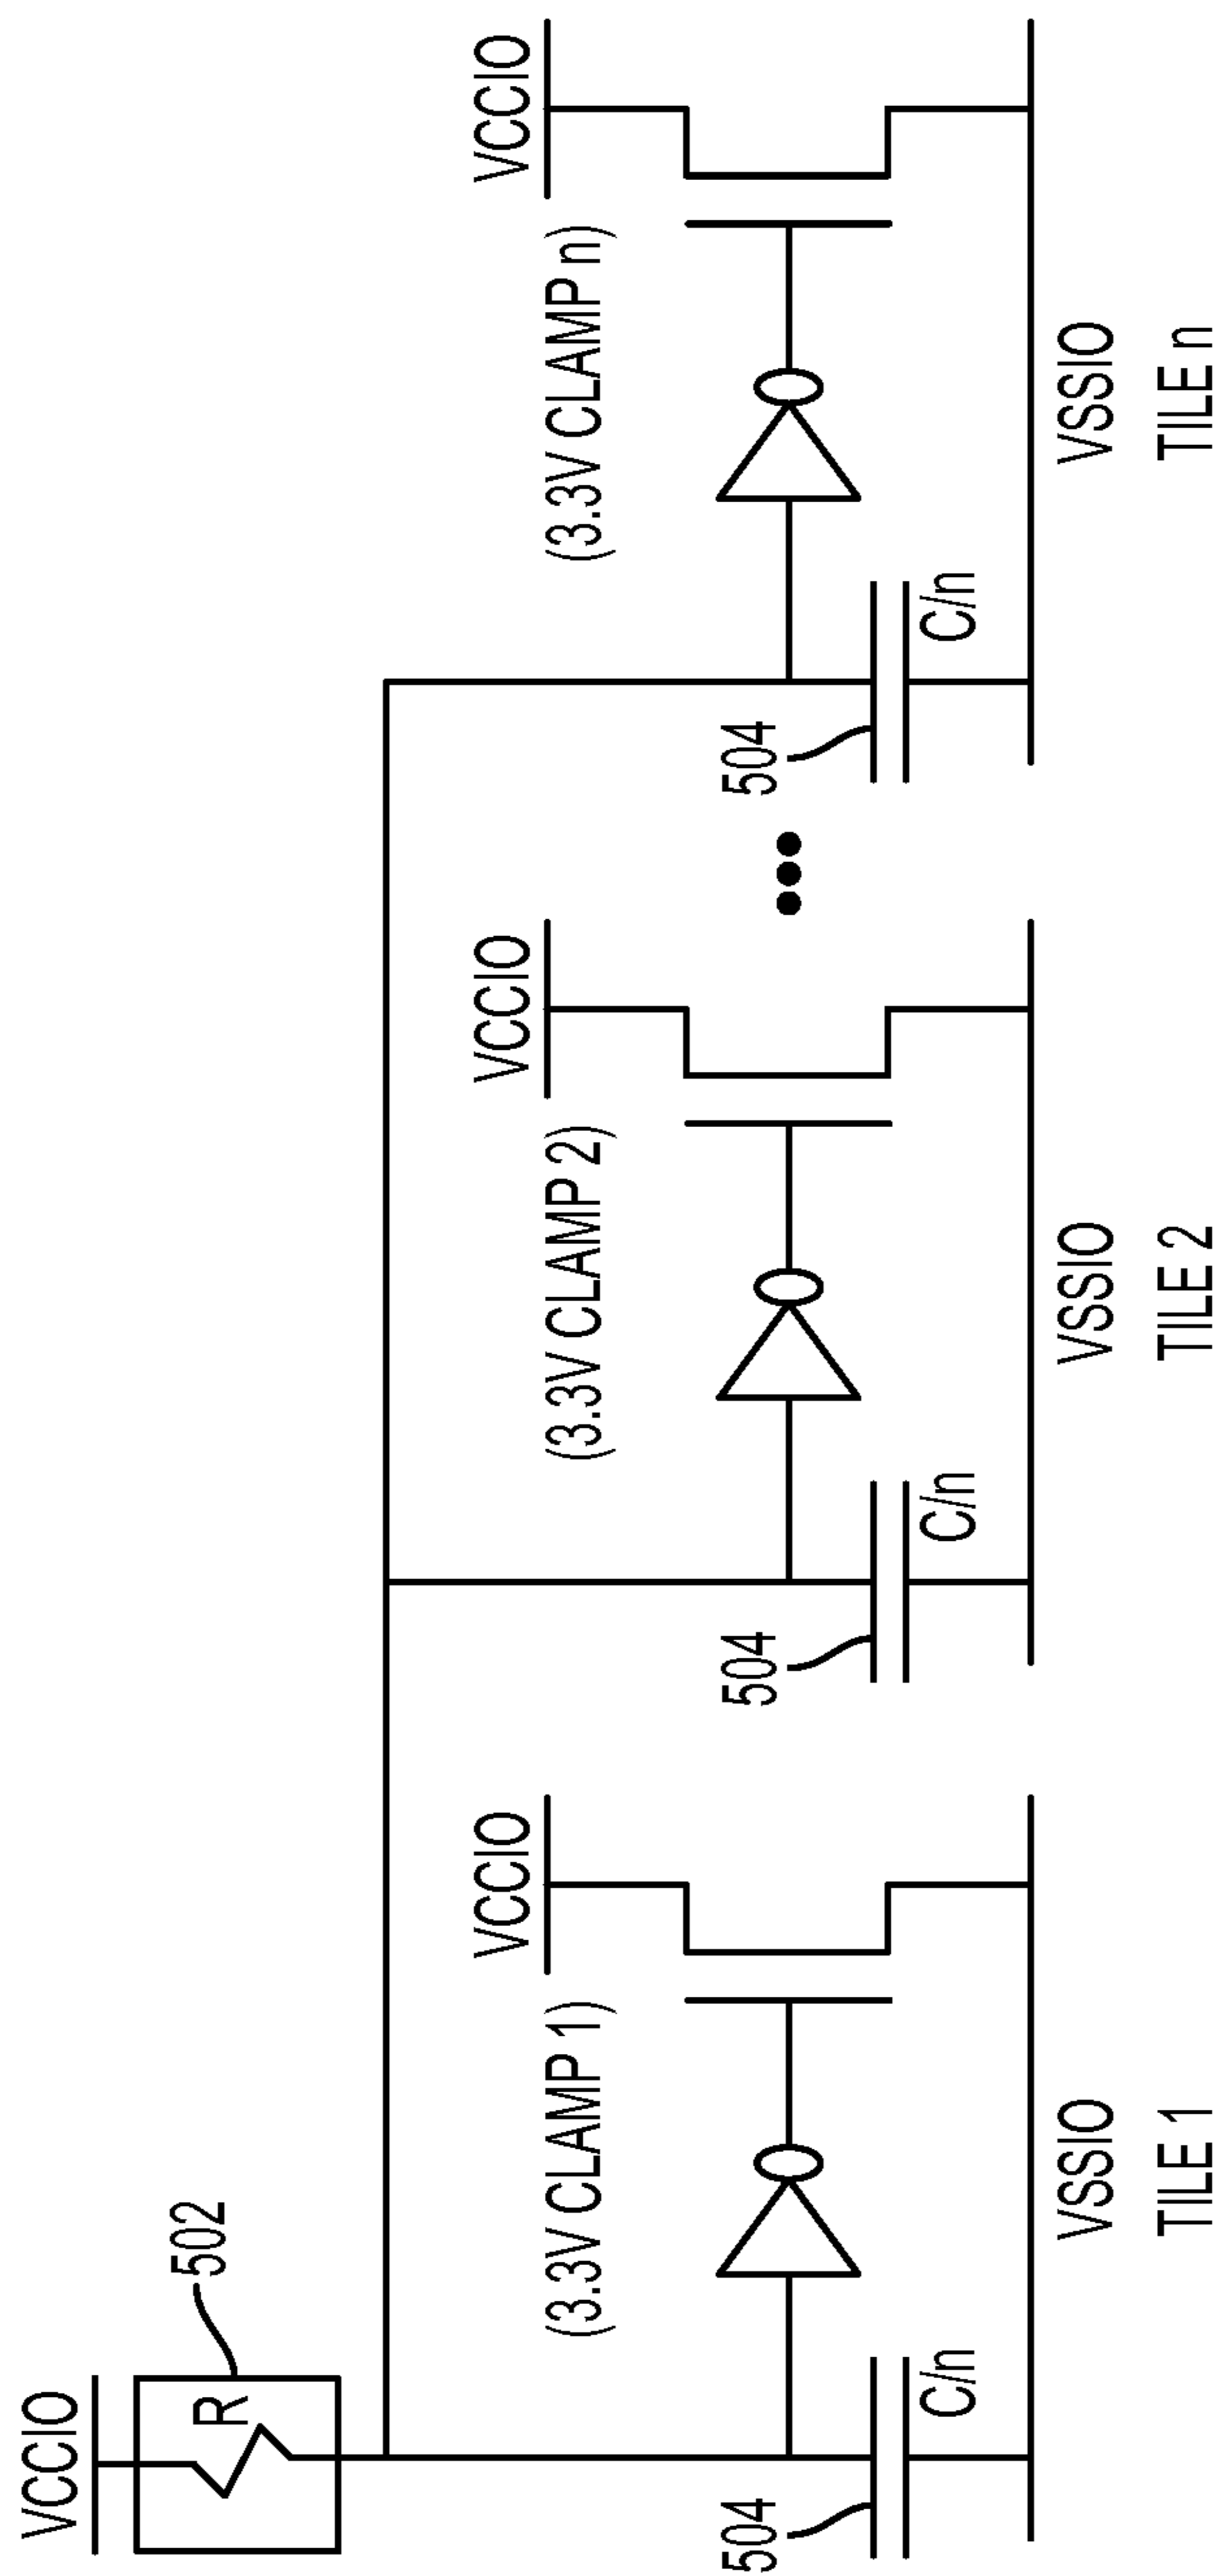 VCCIO
R
502
VCCIO
VCCIO
VCCIO
(3.3V CLAMP 1)
(3.3V CLAMP 2)
(3.3V CLAMP n)
504
504
504
C/n
C/n
C/n
VSSIO
VSSIO
VSSIO
TILE 1
TILE 2
TILE n